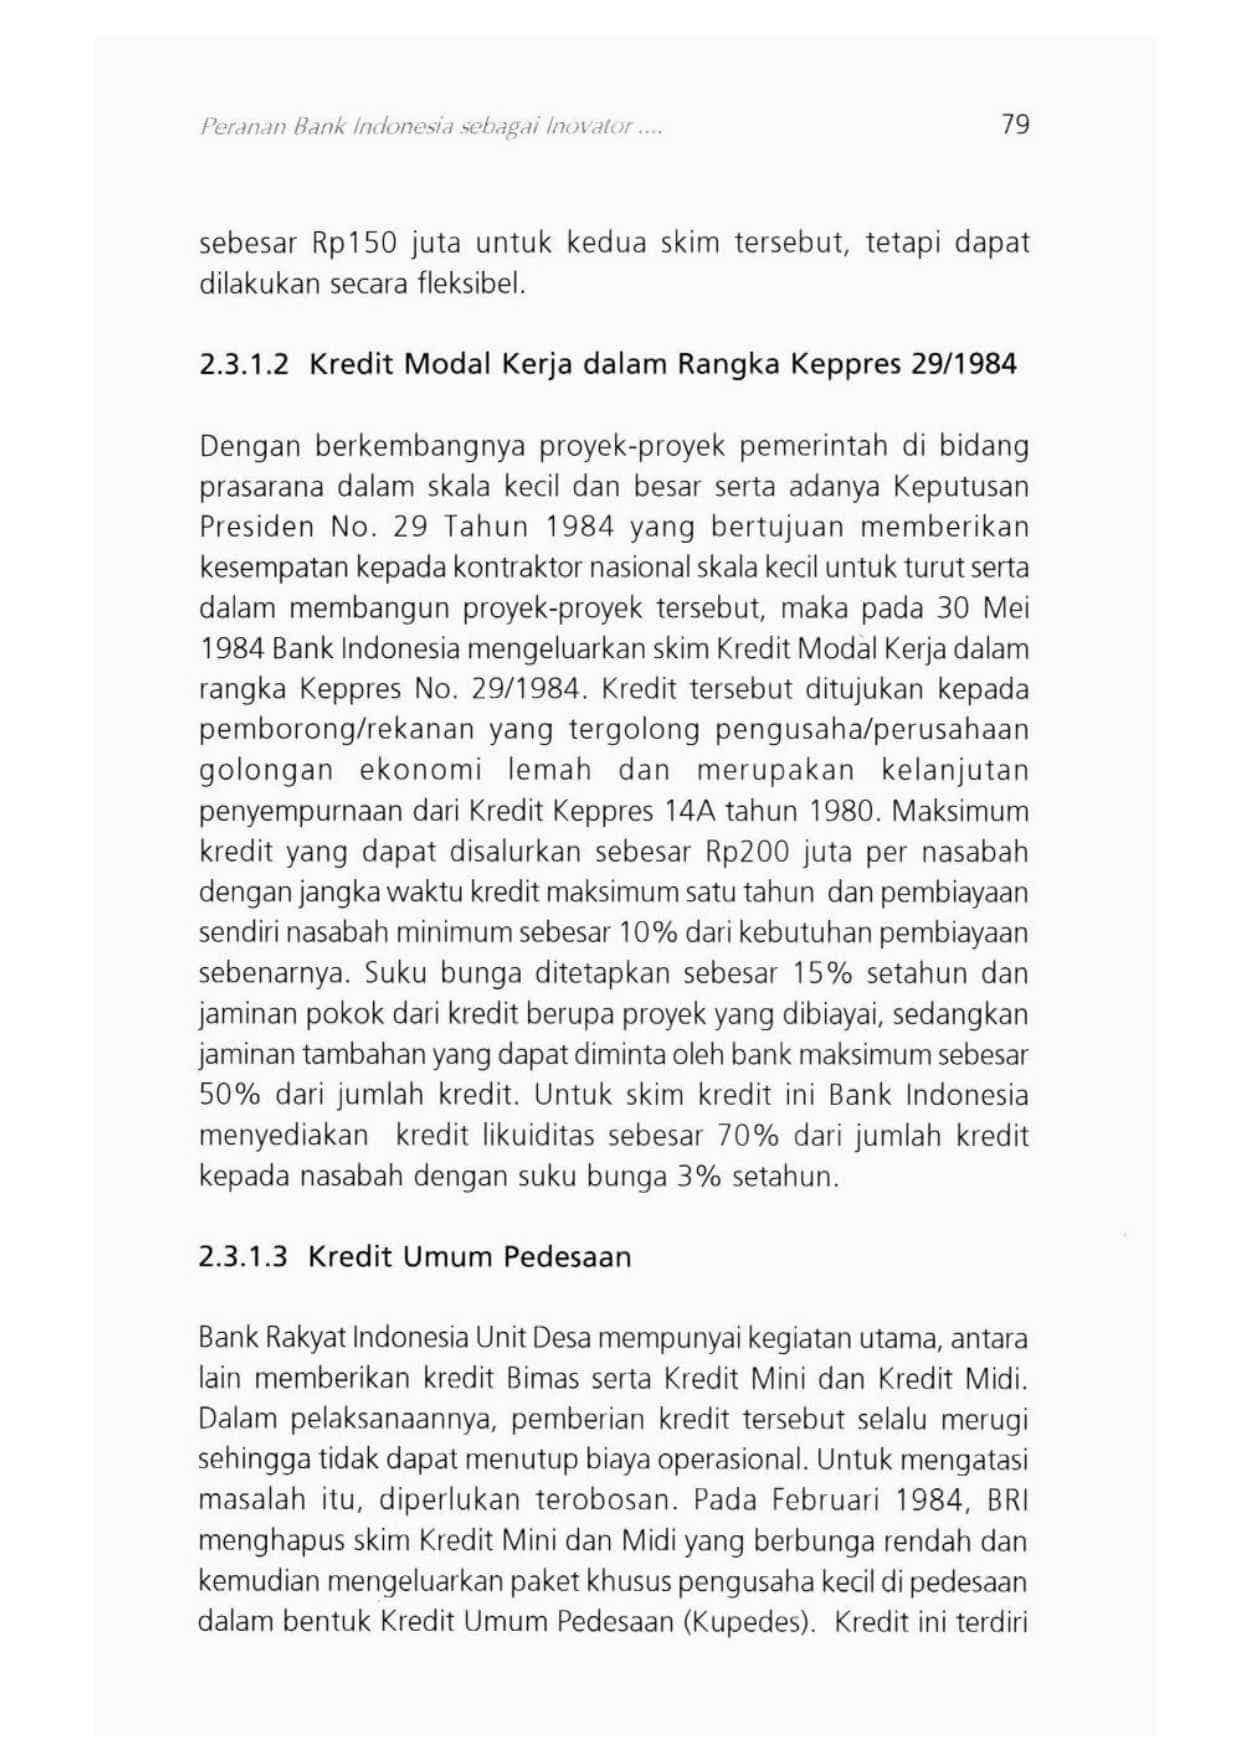 Peranan Bank Indonesia sebagai Inovator ....
79
sebesar Rp150 juta untuk kedua skim tersebut, tetapi dapat
dilakukan secara fleksibel.
2.3.1.2 Kredit Modal Kerja dalam Rangka Keppres 29/1984
Dengan berkembangnya proyek-proyek pemerintah di bidang
prasarana dalam skala kecil dan besar serta adanya Keputusan
Presiden No. 29 Tahun 1984 yang bertujuan memberikan
kesempatan kepada kontraktor nasional skala kecil untuk turut serta
dalam membangun proyek-proyek tersebut, maka pada 30 Mei
1984 Bank Indonesia mengeluarkan skim Kredit Modal Kerja dalam
rangka Keppres No. 29/1984. Kredit tersebut ditujukan kepada
pemborong/rekanan yang tergolong pengusaha/perusahaan
golongan ekonomi lemah dan merupakan kelanjutan
penyempurnaan dari Kredit Keppres 14A tahun 1980. Maksimum
kredit yang dapat disalurkan sebesar Rp200 juta per nasabah
dengan jangka waktu kredit maksimum satu tahun dan pembiayaan
sendiri nasabah minimum sebesar 10% dari kebutuhan pembiayaan
sebenarnya. Suku bunga ditetapkan sebesar 15% setahun dan
jaminan pokok dari kredit berupa proyek yang dibiayai, sedangkan
jaminan tambahan yang dapat diminta oleh bank maksimum sebesar
50% dari jumlah kredit. Untuk skim kredit ini Bank Indonesia
menyediakan kredit likuiditas sebesar 70% dari jumlah kredit
kepada nasabah dengan suku bunga 3% setahun.
2.3.1.3 Kredit Umum Pedesaan
Bank Rakyat Indonesia Unit Desa mempunyai kegiatan utama, antara
lain memberikan kredit Bimas serta Kredit Mini dan Kredit Midi.
Dalam pelaksanaannya, pemberian kredit tersebut selalu merugi
sehingga tidak dapat menutup biaya operasional. Untuk mengatasi
masalah itu, diperlukan terobosan. Pada Februari 1984, BRI
menghapus skim Kredit Mini dan Midi yang berbunga rendah dan
kemudian mengeluarkan paket khusus pengusaha kecil di pedesaan
dalam bentuk Kredit Umum Pedesaan (Kupedes). Kredit ini terdiri